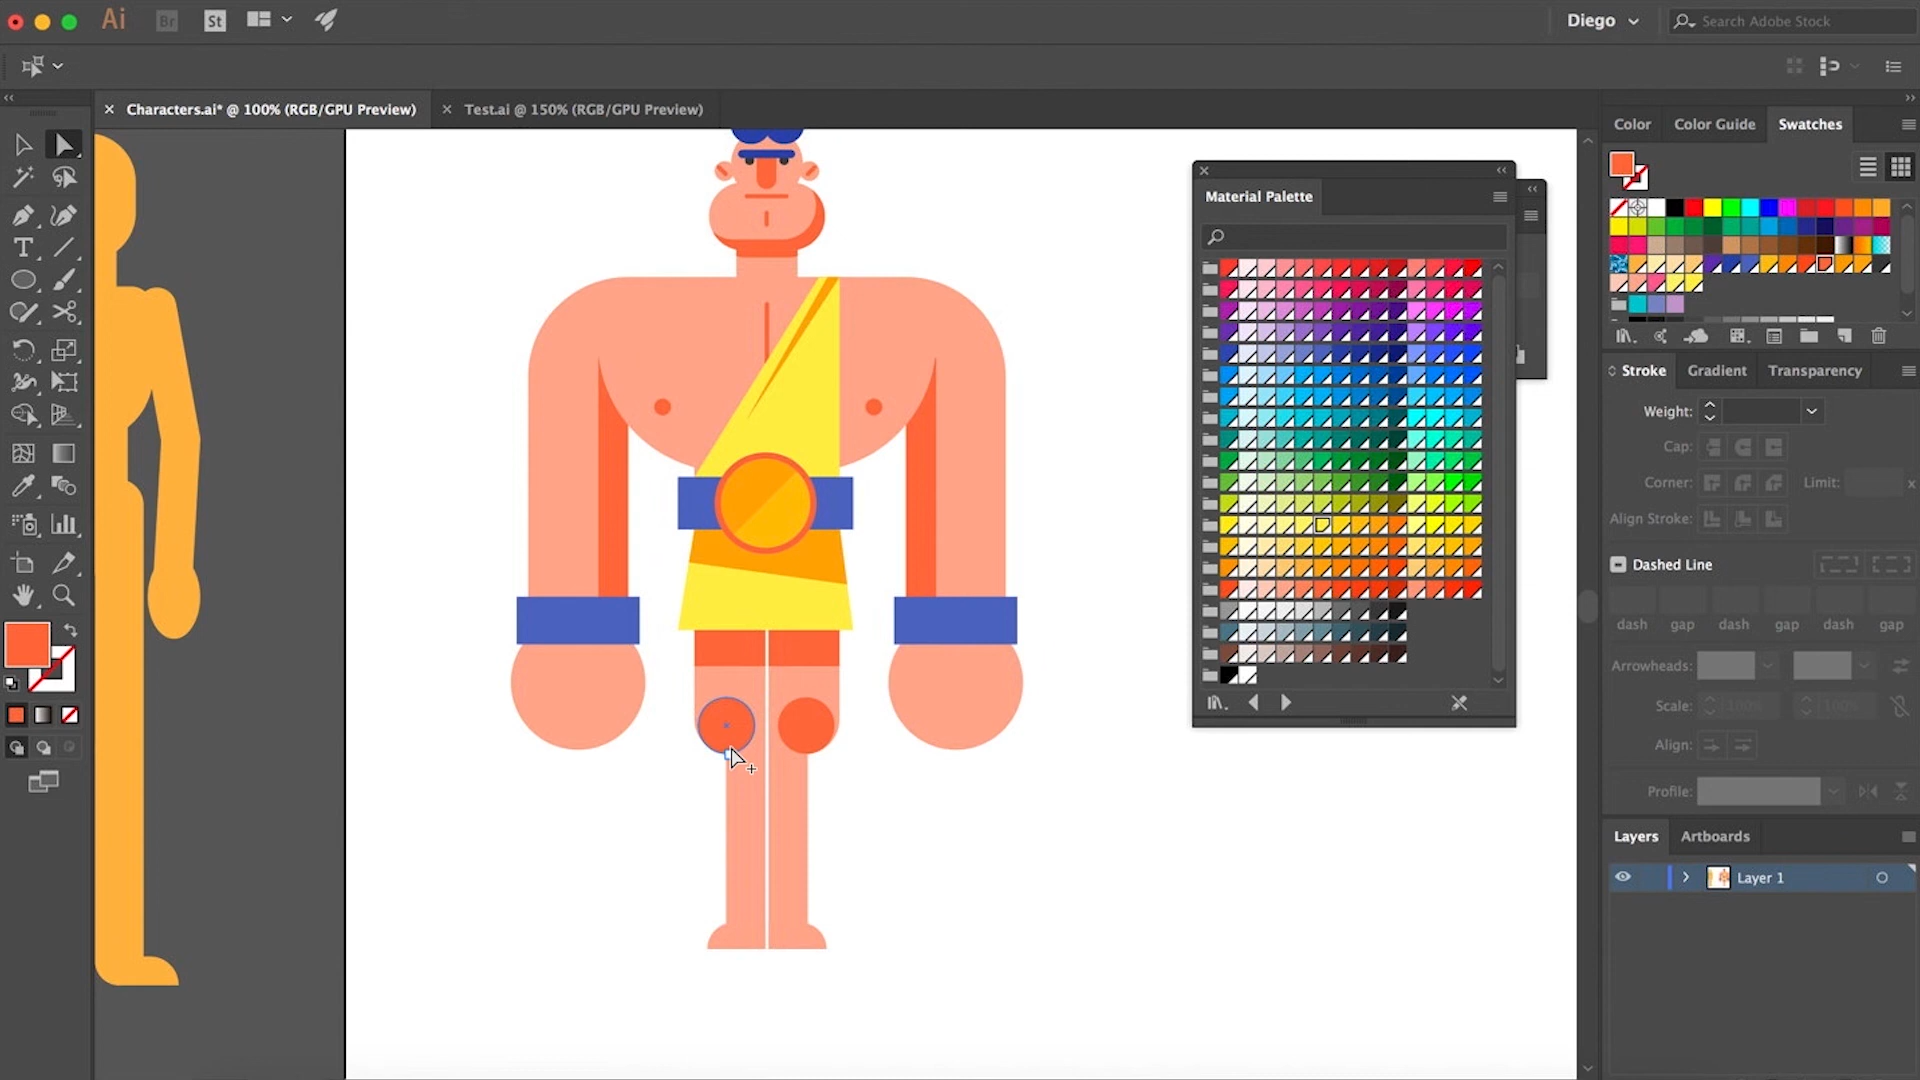 Ai
Br
St
Diego
Search Adobe Stock
Characters.ai* @ 100% (RGB/GPU Preview)
Test.ai @ 150% (RGB/GPU Preview)
Color
Color Guide
Swatches
Material Palette
Stroke
Gradient
Transparency
Weight:
Cap:
Corner:
Limit:
x
Align Stroke:
Dashed Line
dash
gap
dash
gap
dash
gap
Arrowheads:
Scale:
100%
100%
Align:
Profile:
Layers
Artboards
Layer 1